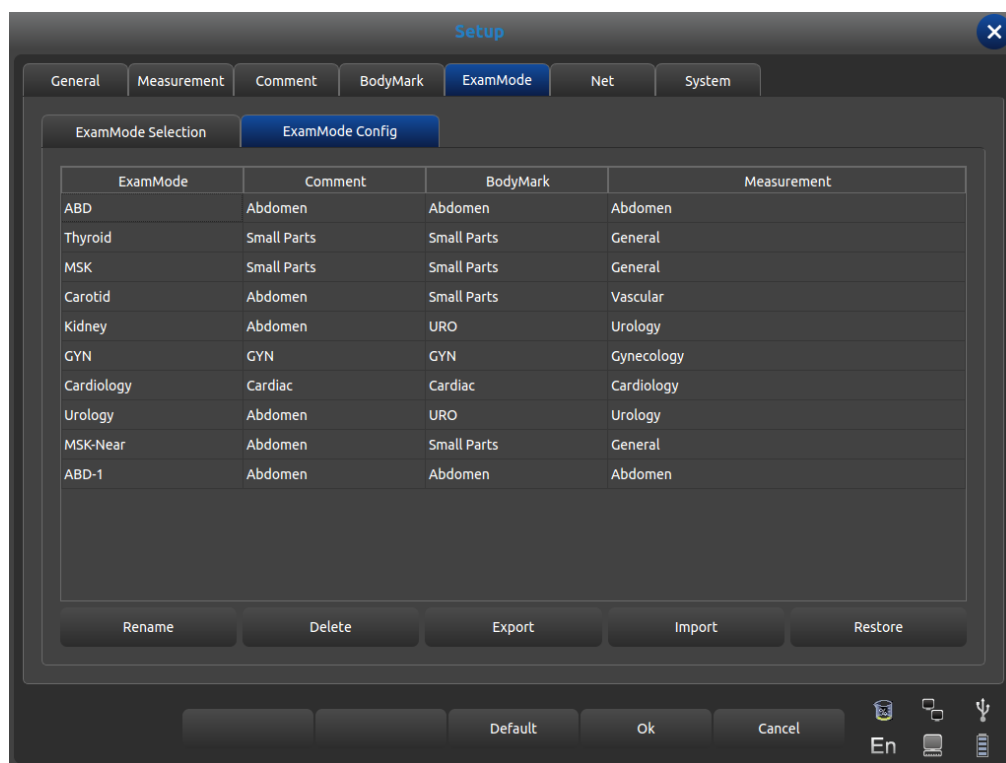 Setup
General Measurement Comment BodyMark ExamMode Net System
ExamMode Selection ExamMode Config
ExamMode Comment BodyMark Measurement
ABD Abdomen Abdomen Abdomen
Thyroid Small Parts Small Parts General
MSK Small Parts Small Parts General
Carotid Abdomen Small Parts Vascular
Kidney Abdomen URO Urology
GYN GYN GYN Gynecology
Cardiology Cardiac Cardiac Cardiology
Urology Abdomen URO Urology
MSK-Near Abdomen Small Parts General
ABD-1 Abdomen Abdomen Abdomen
Rename Delete Export Import Restore
Default Ok Cancel
En